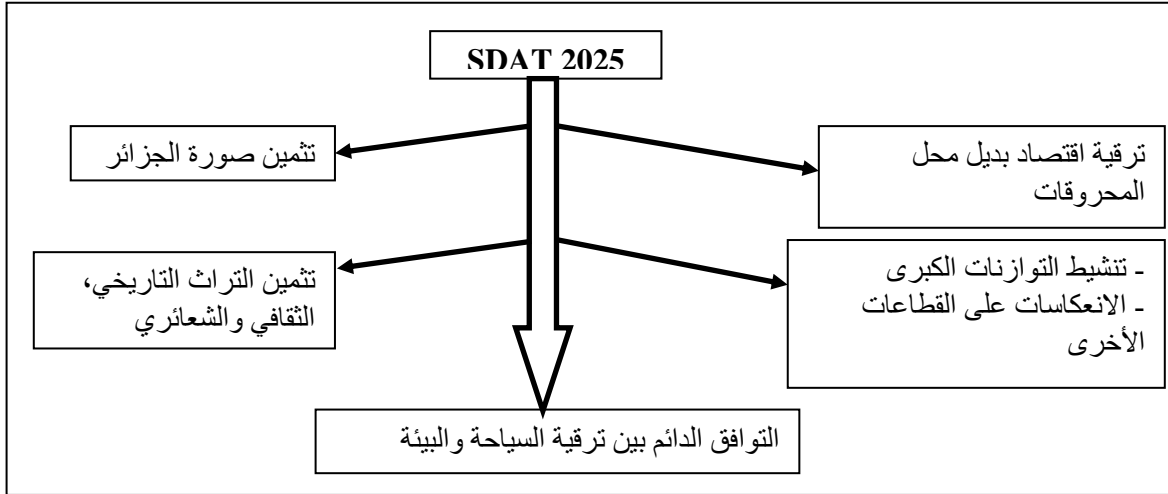 SDAT 2025
ترقية اقتصاد بديل محل
المحروقات
تثمين صورة الجزائر
- تنشيط التوازنات الكبرى
- الانعكاسات على القطاعات
الأخرى
تثمين التراث التاريخي،
الثقافي والشعائري
التوافق الدائم بين ترقية السياحة والبيئة